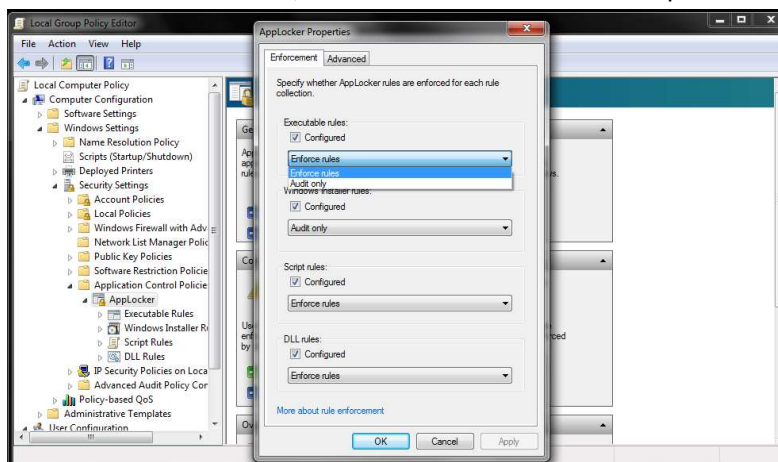 Local Group Policy Editor
File Action View Help
Local Computer Policy
Computer Configuration
Software Settings
Windows Settings
Name Resolution Policy
Scripts (Startup/Shutdown)
Deployed Printers
Security Settings
Account Policies
Local Policies
Windows Firewall with Adv
Network List Manager Polic
Public Key Policies
Software Restriction Policie
Application Control Policie
AppLocker
Executable Rules
Windows Installer Ru
Script Rules
DLL Rules
IP Security Policies on Loca
Advanced Audit Policy Cor
Policy-based QoS
Administrative Templates
User Configuration
AppLocker Properties
Enforcement Advanced
Specify whether AppLocker rules are enforced for each rule
collection.
Executable rules:
Configured
Enforce rules
Enforce rules
Audit only
Windows Installer rules:
Configured
Audit only
Script rules:
Configured
Enforce rules
DLL rules:
Configured
Enforce rules
More about rule enforcement
OK Cancel Apply